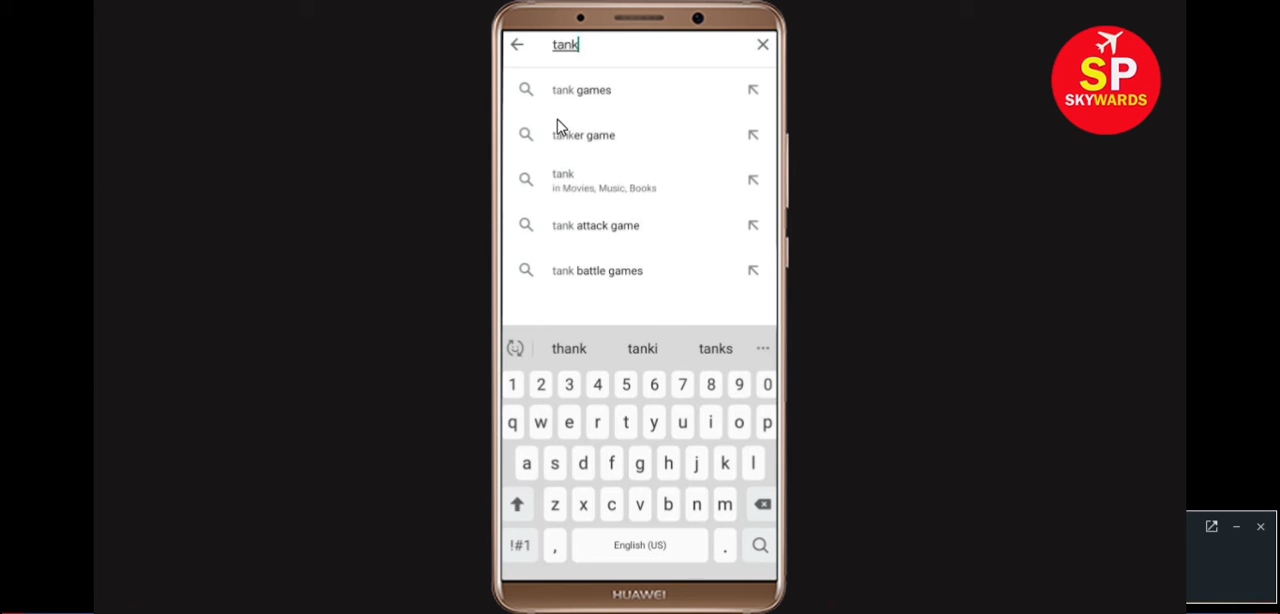 tank
tank games
tanker game
tank
in Movies, Music, Books
tank attack game
tank battle games
thank tanki tanks
1 2 3 4 5 6 7 8 9 0
q w e r t y u i o p
a s d f g h j k l
z x c v b n m
!#1 , English (US) .
HUAWEI
SP
SKYWARDS